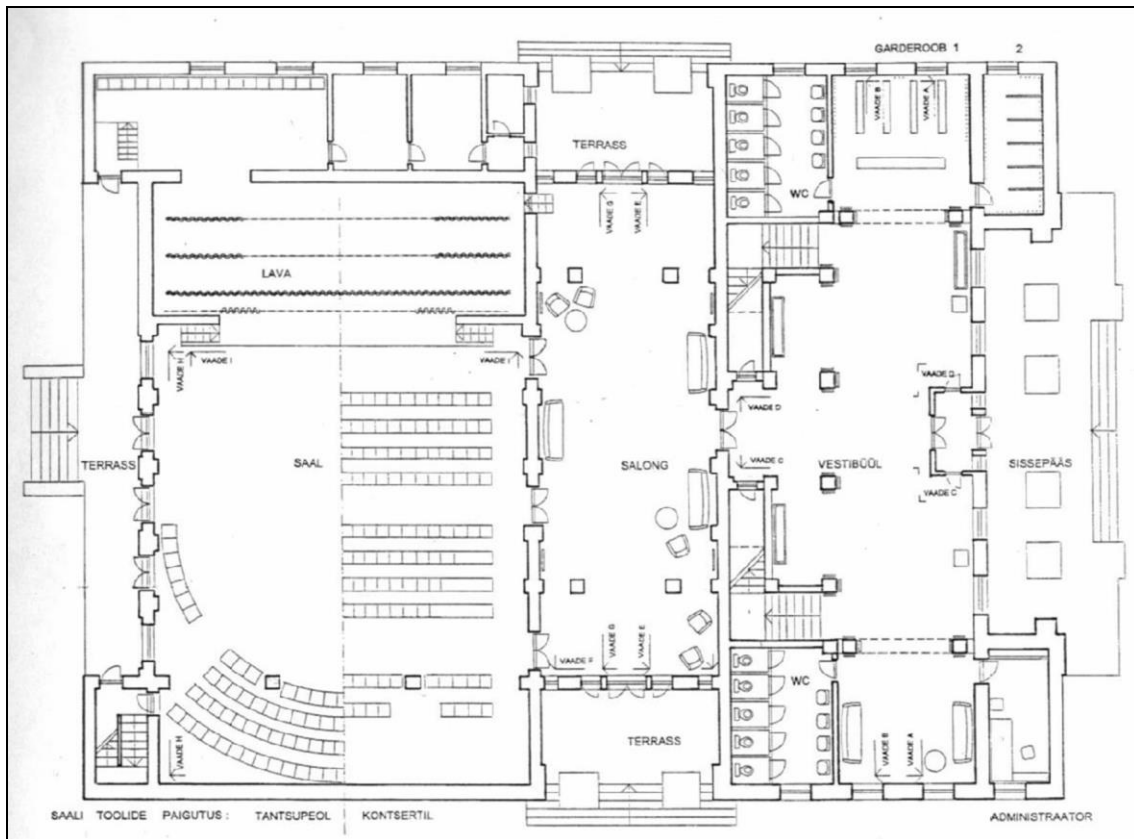 GARDEROOB 1 2
VAADE B
VAADE A
TERRASS
WC
VAADE G
VAADE E
LAVA
VAADE H
VAADE I
VAADE I
VAADE D
VAADE D
TERRASS
SAAL
SALONG
VESTIBÜÜL
SISSEPÄÄS
VAADE C
VAADE C
VAADE G
VAADE E
VAADE F
WC
VAADE H
TERRASS
VAADE B
VAADE A
SAALI TOOLIDE PAIGUTUS : TANTSUPEOL KONTSERTIL
ADMINISTRAATOR